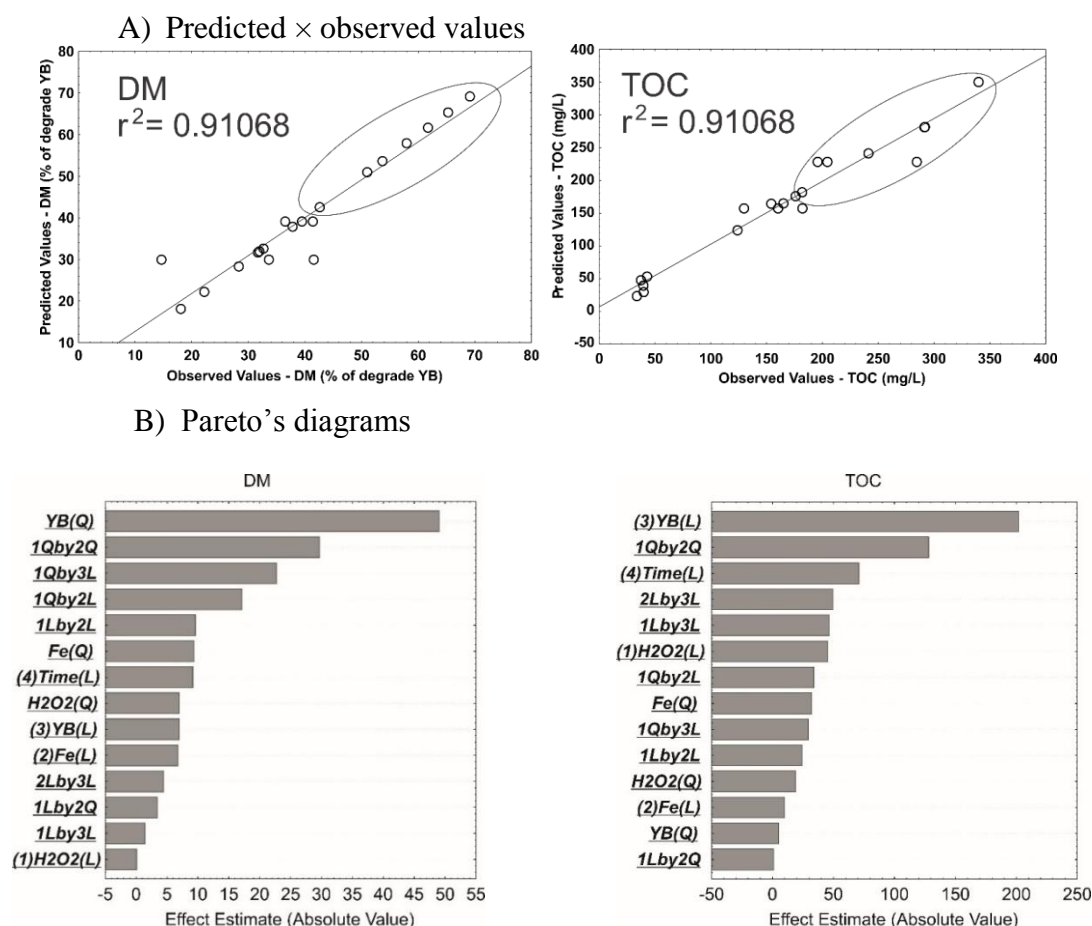 A) Predicted × observed values
DM
r²= 0.91068
Predicted Values - DM (% of degrade YB)
80
70
60
50
40
30
20
10
0 10 20 30 40 50 60 70 80
Observed Values - DM (% of degrade YB)
TOC
r²= 0.91068
Predicted Values - TOC (mg/L)
400
350
300
250
200
150
100
50
0
-50
0 50 100 150 200 250 300 350 400
Observed Values - TOC (mg/L)
B) Pareto's diagrams
DM
YB(Q)
1Qby2Q
1Qby3L
1Qby2L
1Lby2L
Fe(Q)
(4)Time(L)
H2O2(Q)
(3)YB(L)
(2)Fe(L)
2Lby3L
1Lby2Q
1Lby3L
(1)H2O2(L)
-5 0 5 10 15 20 25 30 35 40 45 50 55
Effect Estimate (Absolute Value)
TOC
(3)YB(L)
1Qby2Q
(4)Time(L)
2Lby3L
1Lby3L
(1)H2O2(L)
1Qby2L
Fe(Q)
1Qby3L
1Lby2L
H2O2(Q)
(2)Fe(L)
YB(Q)
1Lby2Q
-50 0 50 100 150 200 250
Effect Estimate (Absolute Value)